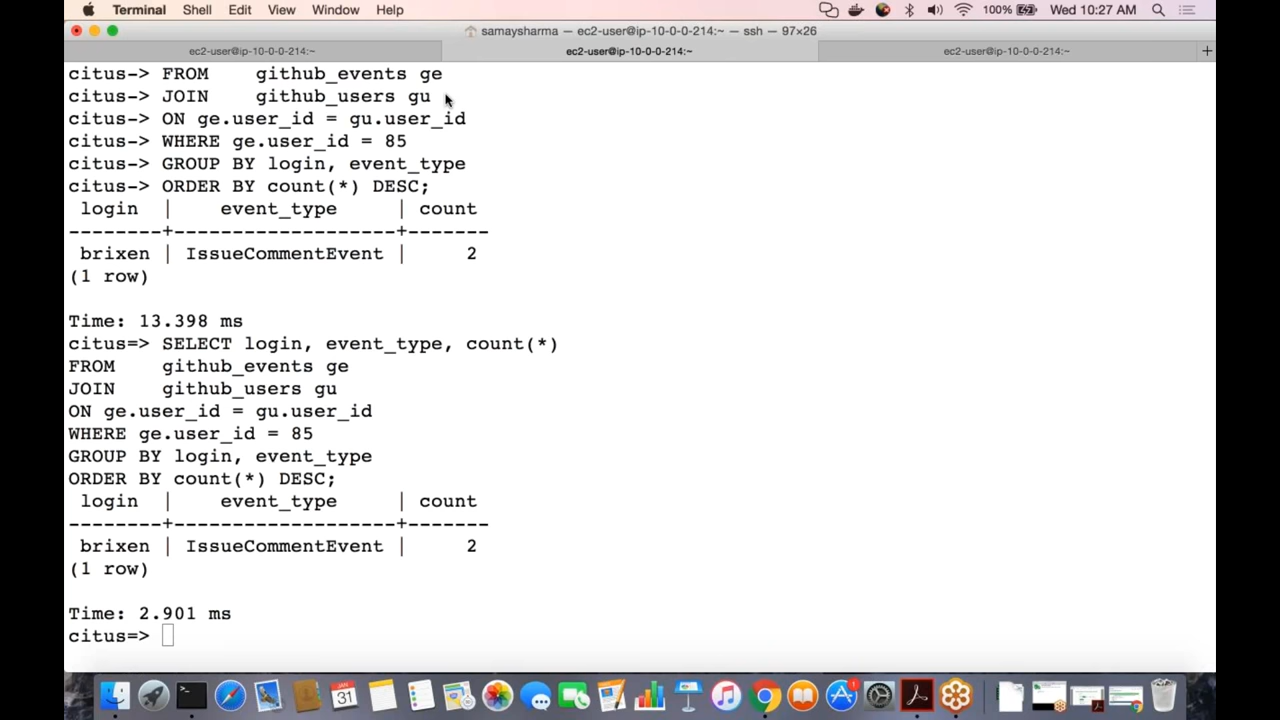 Terminal Shell Edit View Window Help 100% Wed 10:27 AM
samaysharma — ec2-user@ip-10-0-0-214:~ — ssh — 97×26
ec2-user@ip-10-0-0-214:~ ec2-user@ip-10-0-0-214:~ ec2-user@ip-10-0-0-214:~ +
citus-> FROM    github_events ge
citus-> JOIN    github_users gu
citus-> ON ge.user_id = gu.user_id
citus-> WHERE ge.user_id = 85
citus-> GROUP BY login, event_type
citus-> ORDER BY count(*) DESC;
 login  |    event_type     | count
--------+-------------------+-------
 brixen | IssueCommentEvent |     2
(1 row)
Time: 13.398 ms
citus=> SELECT login, event_type, count(*)
FROM    github_events ge
JOIN    github_users gu
ON ge.user_id = gu.user_id
WHERE ge.user_id = 85
GROUP BY login, event_type
ORDER BY count(*) DESC;
 login  |    event_type     | count
--------+-------------------+-------
 brixen | IssueCommentEvent |     2
(1 row)
Time: 2.901 ms
citus=>
31